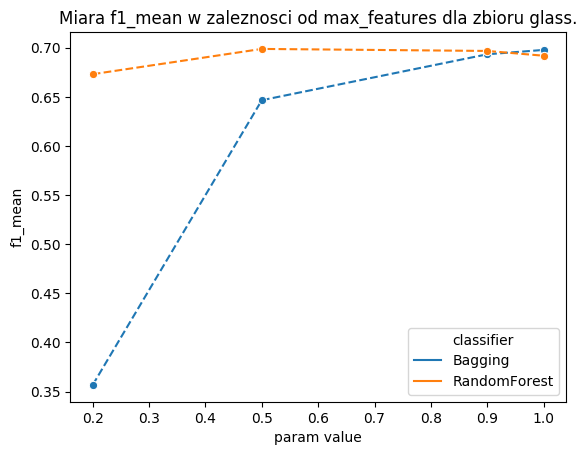 Miara f1_mean w zaleznosci od max_features dla zbioru glass.
f1_mean
0.70
0.65
0.60
0.55
0.50
0.45
0.40
0.35
0.2 0.3 0.4 0.5 0.6 0.7 0.8 0.9 1.0
param value
classifier
Bagging
RandomForest